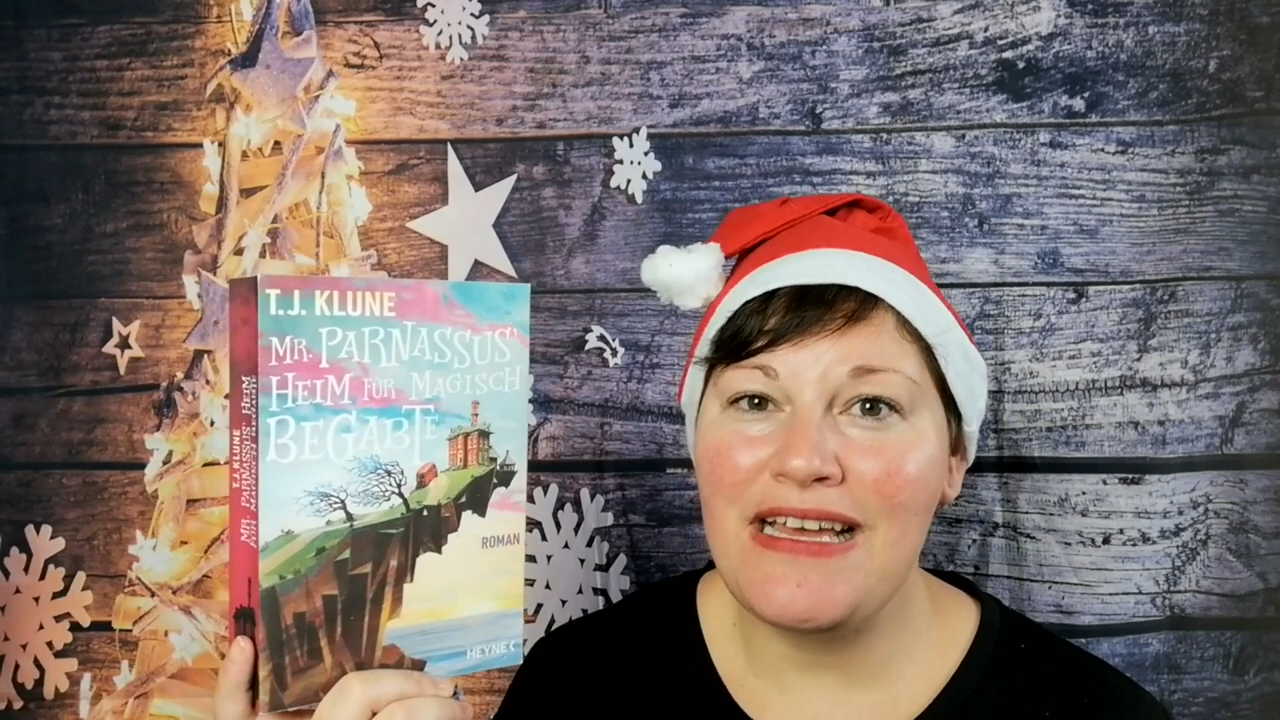 T.J. KLUNE
MR. PARNASSUS'
HEIM FÜR MAGISCH
BEGABTE
ROMAN
HEYNE
T.J. KLUNE
MR. PARNASSUS' HEIM
FÜR MAGISCH BEGABTE